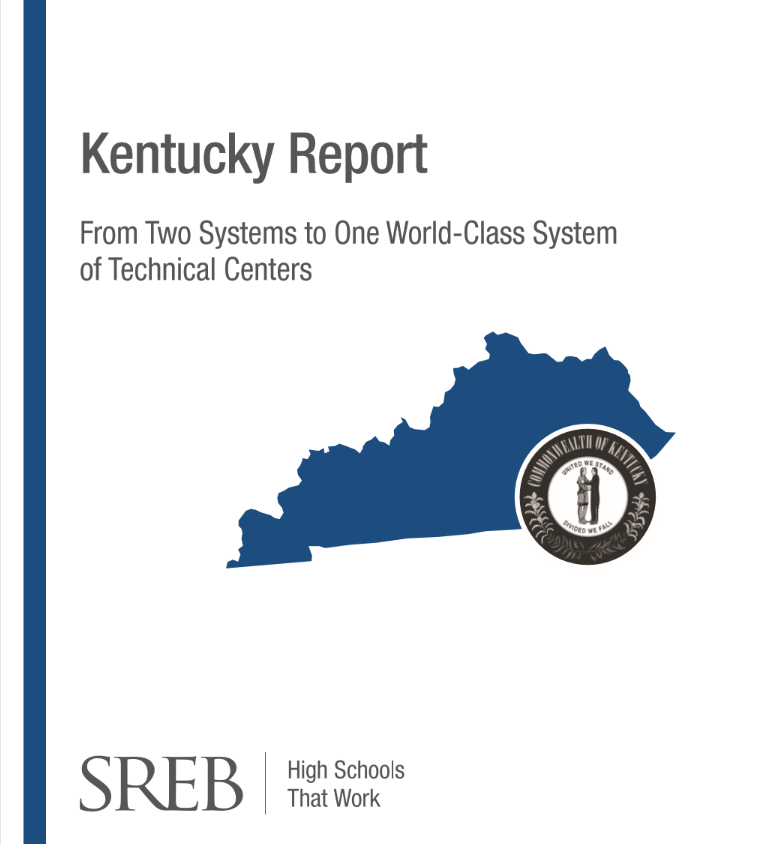 Kentucky Report
From Two Systems to One World-Class System
of Technical Centers
COMMONWEALTH OF KENTUCKY
UNITED WE STAND
DIVIDED WE FALL
SREB
High Schools
That Work